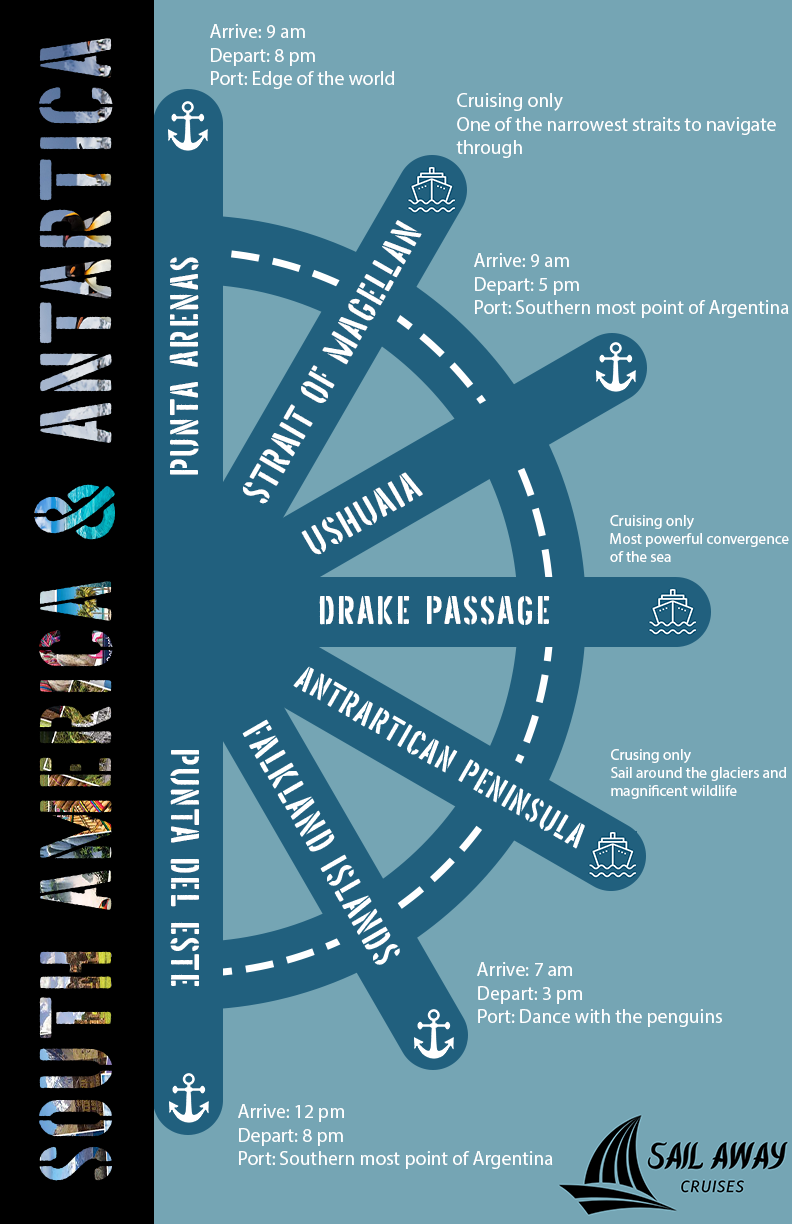 SOUTH AMERICA & ANTARTICA
Arrive: 9 am
Depart: 8 pm
Port: Edge of the world
PUNTA ARENAS
Cruising only
One of the narrowest straits to navigate
through
STRAIT OF MAGELLAN
Arrive: 9 am
Depart: 5 pm
Port: Southern most point of Argentina
USHUAIA
Cruising only
Most powerful convergence
of the sea
DRAKE PASSAGE
Crusing only
Sail around the glaciers and
magnificent wildlife
ANTRARTICAN PENINSULA
Arrive: 7 am
Depart: 3 pm
Port: Dance with the penguins
FALKLAND ISLANDS
Arrive: 12 pm
Depart: 8 pm
Port: Southern most point of Argentina
PUNTA DEL ESTE
SAIL AWAY
CRUISES